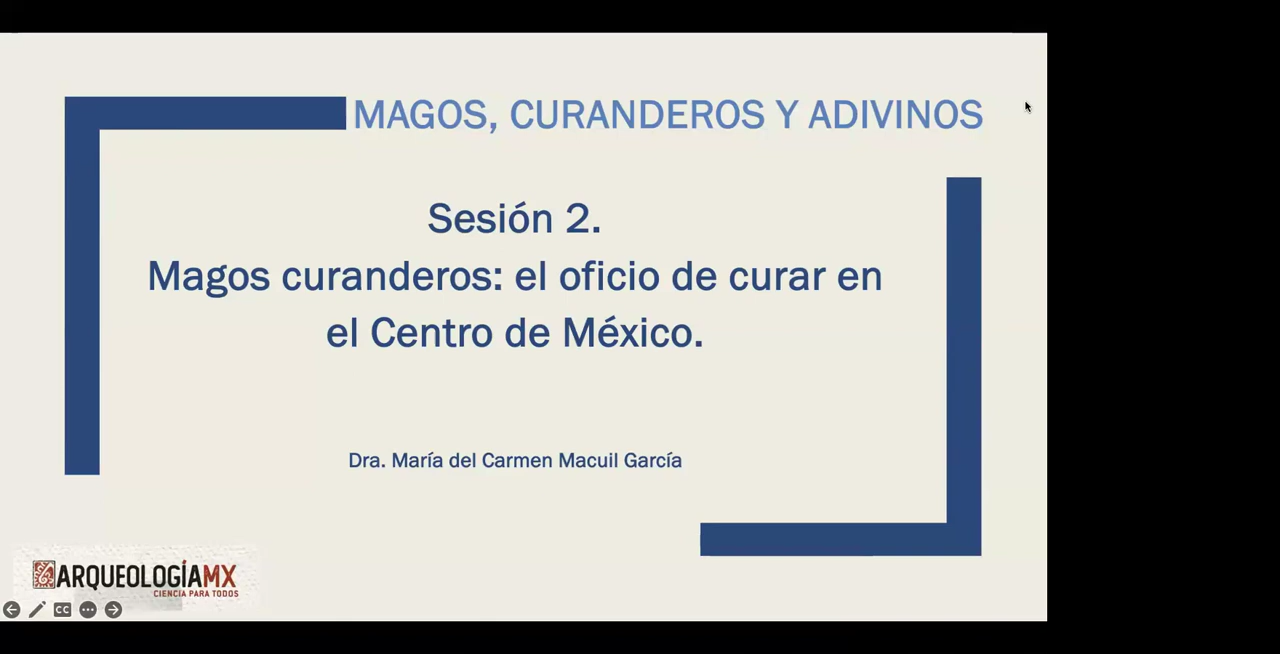 MAGOS, CURANDEROS Y ADIVINOS
Sesión 2.
Magos curanderos: el oficio de curar en
el Centro de México.
Dra. María del Carmen Macuil García
ARQUEOLOGÍAMX
CIENCIA PARA TODOS
CC